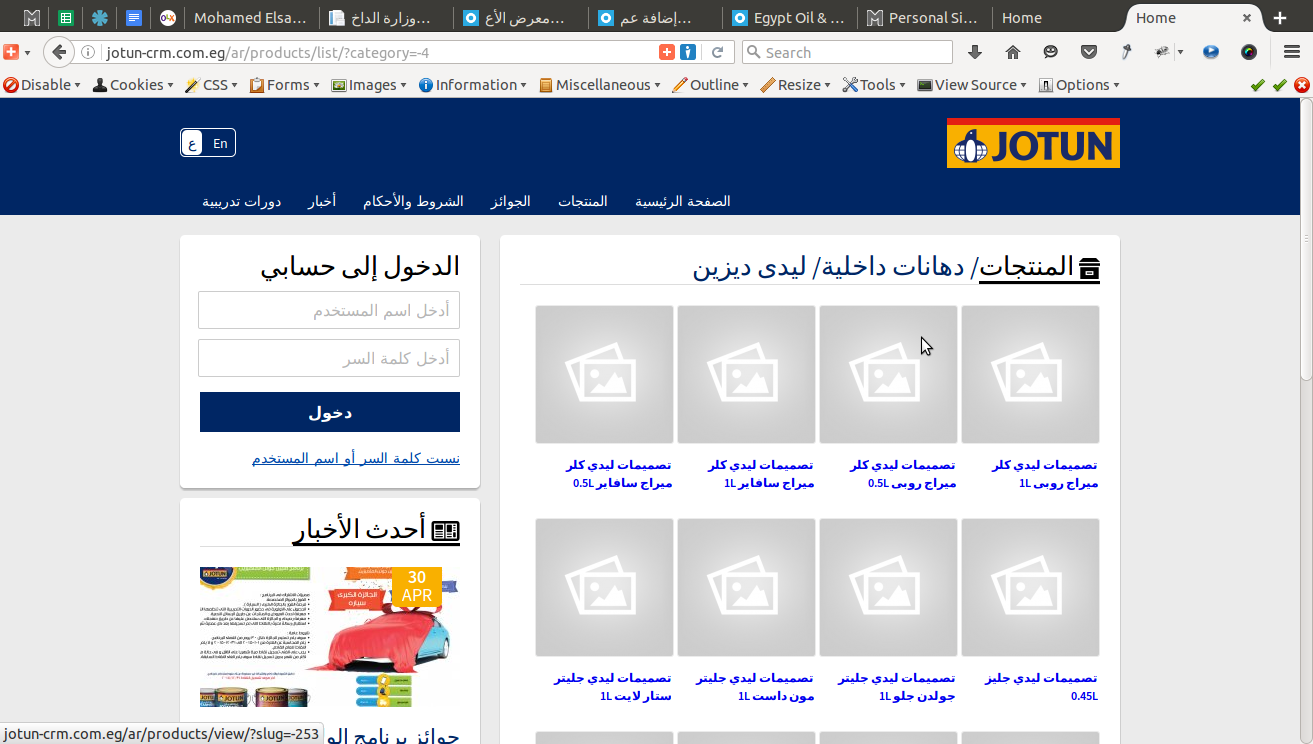 Mohamed Elsa...
وزارة الداخ...
معرض الأع...
إضافة عم...
Egypt Oil & ...
Personal Si...
Home
Home
jotun-crm.com.eg/ar/products/list/?category=-4
Search
Disable
Cookies
CSS
Forms
Images
Information
Miscellaneous
Outline
Resize
Tools
View Source
Options
ع En
JOTUN
الصفحة الرئيسية
المنتجات
الجوائز
الشروط والأحكام
أخبار
دورات تدريبية
المنتجات/ دهانات داخلية/ ليدى ديزين
تصميمات ليدي كلر
ميراج روبى 1L
تصميمات ليدي كلر
ميراج روبى 0.5L
تصميمات ليدي كلر
ميراج سافاير 1L
تصميمات ليدي كلر
ميراج سافاير 0.5L
تصميمات ليدي جليز
0.45L
تصميمات ليدي جليتر
جولدن جلو 1L
تصميمات ليدي جليتر
مون داست 1L
تصميمات ليدي جليتر
ستار لايت 1L
الدخول إلى حسابي
أدخل اسم المستخدم
أدخل كلمة السر
دخول
نسيت كلمة السر أو اسم المستخدم
أحدث الأخبار
30
APR
JOTUN
الجائزة الكبرى
سيارة
جوائز برنامج
jotun-crm.com.eg/ar/products/view/?slug=-253